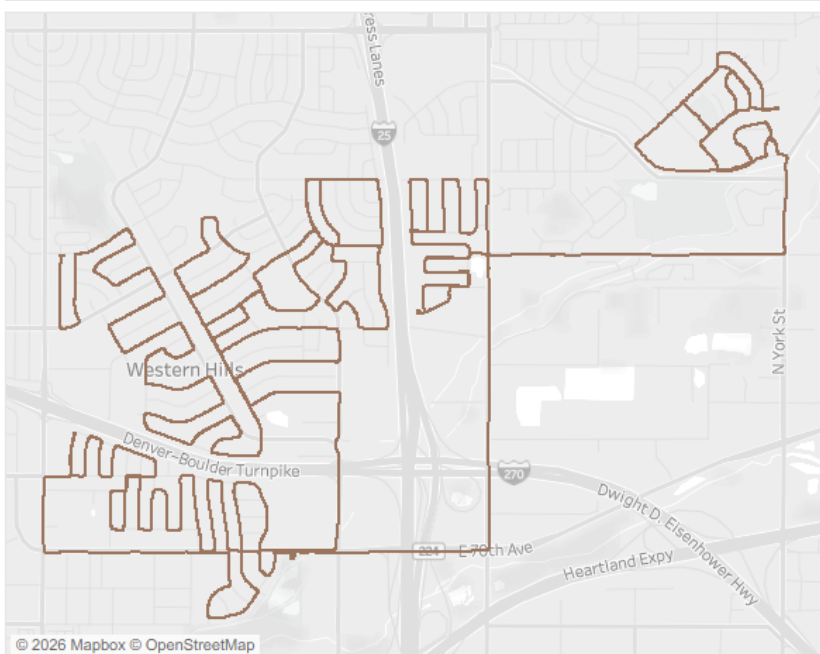 ress Lanes
25
N York St
Western Hills
Denver-Boulder Turnpike
270
Dwight D. Eisenhower Hwy
224
E 70th Ave
Heartland Expy
© 2026 Mapbox © OpenStreetMap